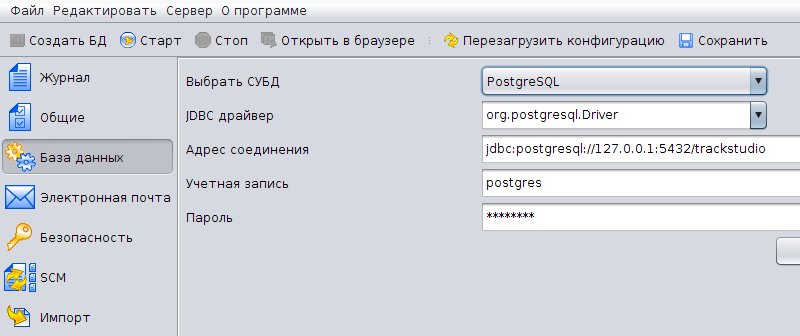 Файл Редактировать Сервер О программе
Создать БД Старт Стоп Открыть в браузере Перезагрузить конфигурацию Сохранить
Журнал
Общие
База данных
Электронная почта
Безопасность
SCM
Импорт
Выбрать СУБД PostgreSQL
JDBC драйвер org.postgresql.Driver
Адрес соединения jdbc:postgresql://127.0.0.1:5432/trackstudio
Учетная запись postgres
Пароль ********